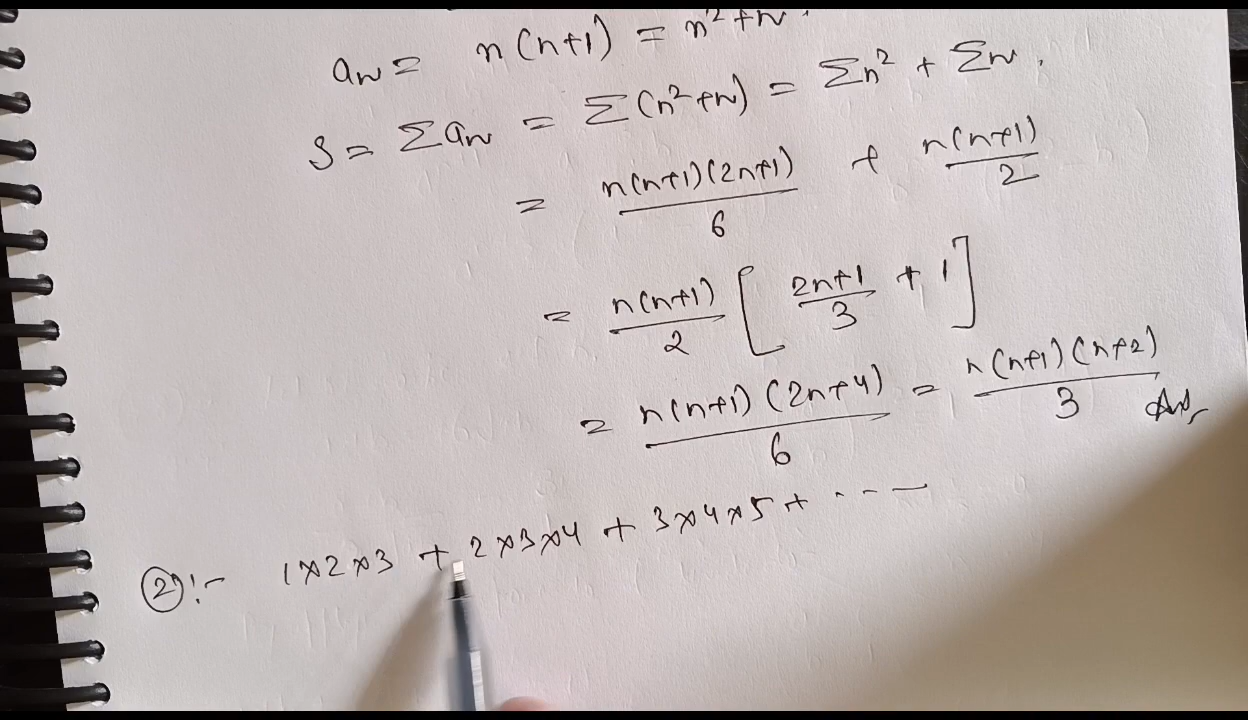 aₙ = n(n+1) = n²+n.
S = Σaₙ = Σ(n²+n) = Σn² + Σn.
= n(n+1)(2n+1)/6 + n(n+1)/2
= n(n+1)/2 [ 2n+1/3 + 1 ]
= n(n+1)(2n+4)/6 = n(n+1)(n+2)/3 Ans
②:- 1×2×3 + 2×3×4 + 3×4×5 + ...